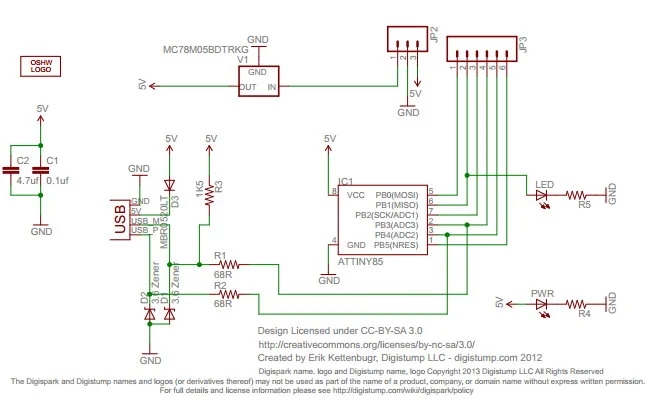 OSHW
LOGO
MC78M05BDTRKG
GND
V1
GND
5V
OUT
IN
JP2
1
2
3
5V
GND
JP3
1
2
3
4
5
6
5V
C2
C1
4.7uf
0.1uf
GND
GND
USB
GND
5V
USB_M
USB_P
5V
D3
MBR0520LT
5V
1K5
R3
R1
68R
R2
68R
D2
3.6 Zener
D1
3.6 Zener
GND
5V
IC1
8
VCC
4
GND
PB0(MOSI)
5
PB1(MISO)
6
PB2(SCK/ADC1)
7
PB3(ADC3)
2
PB4(ADC2)
3
PB5(NRES)
1
ATTINY85
GND
LED
R5
GND
5V
PWR
R4
GND
Design Licensed under CC-BY-SA 3.0
http://creativecommons.org/licenses/by-nc-sa/3.0/
Created by Erik Kettenbugr, Digistump LLC - digistump.com 2012
Digispark name. logo and Digistump name, logo Copyright 2013 Digistump LLC All Rights Reserved
The Digispark and Digistump names and logos (or derivatives thereof) may not be used as part of the name of a product, company, or domain name without express written permission.
For full details and license information please see http://digistump.com/wiki/digispark/policy